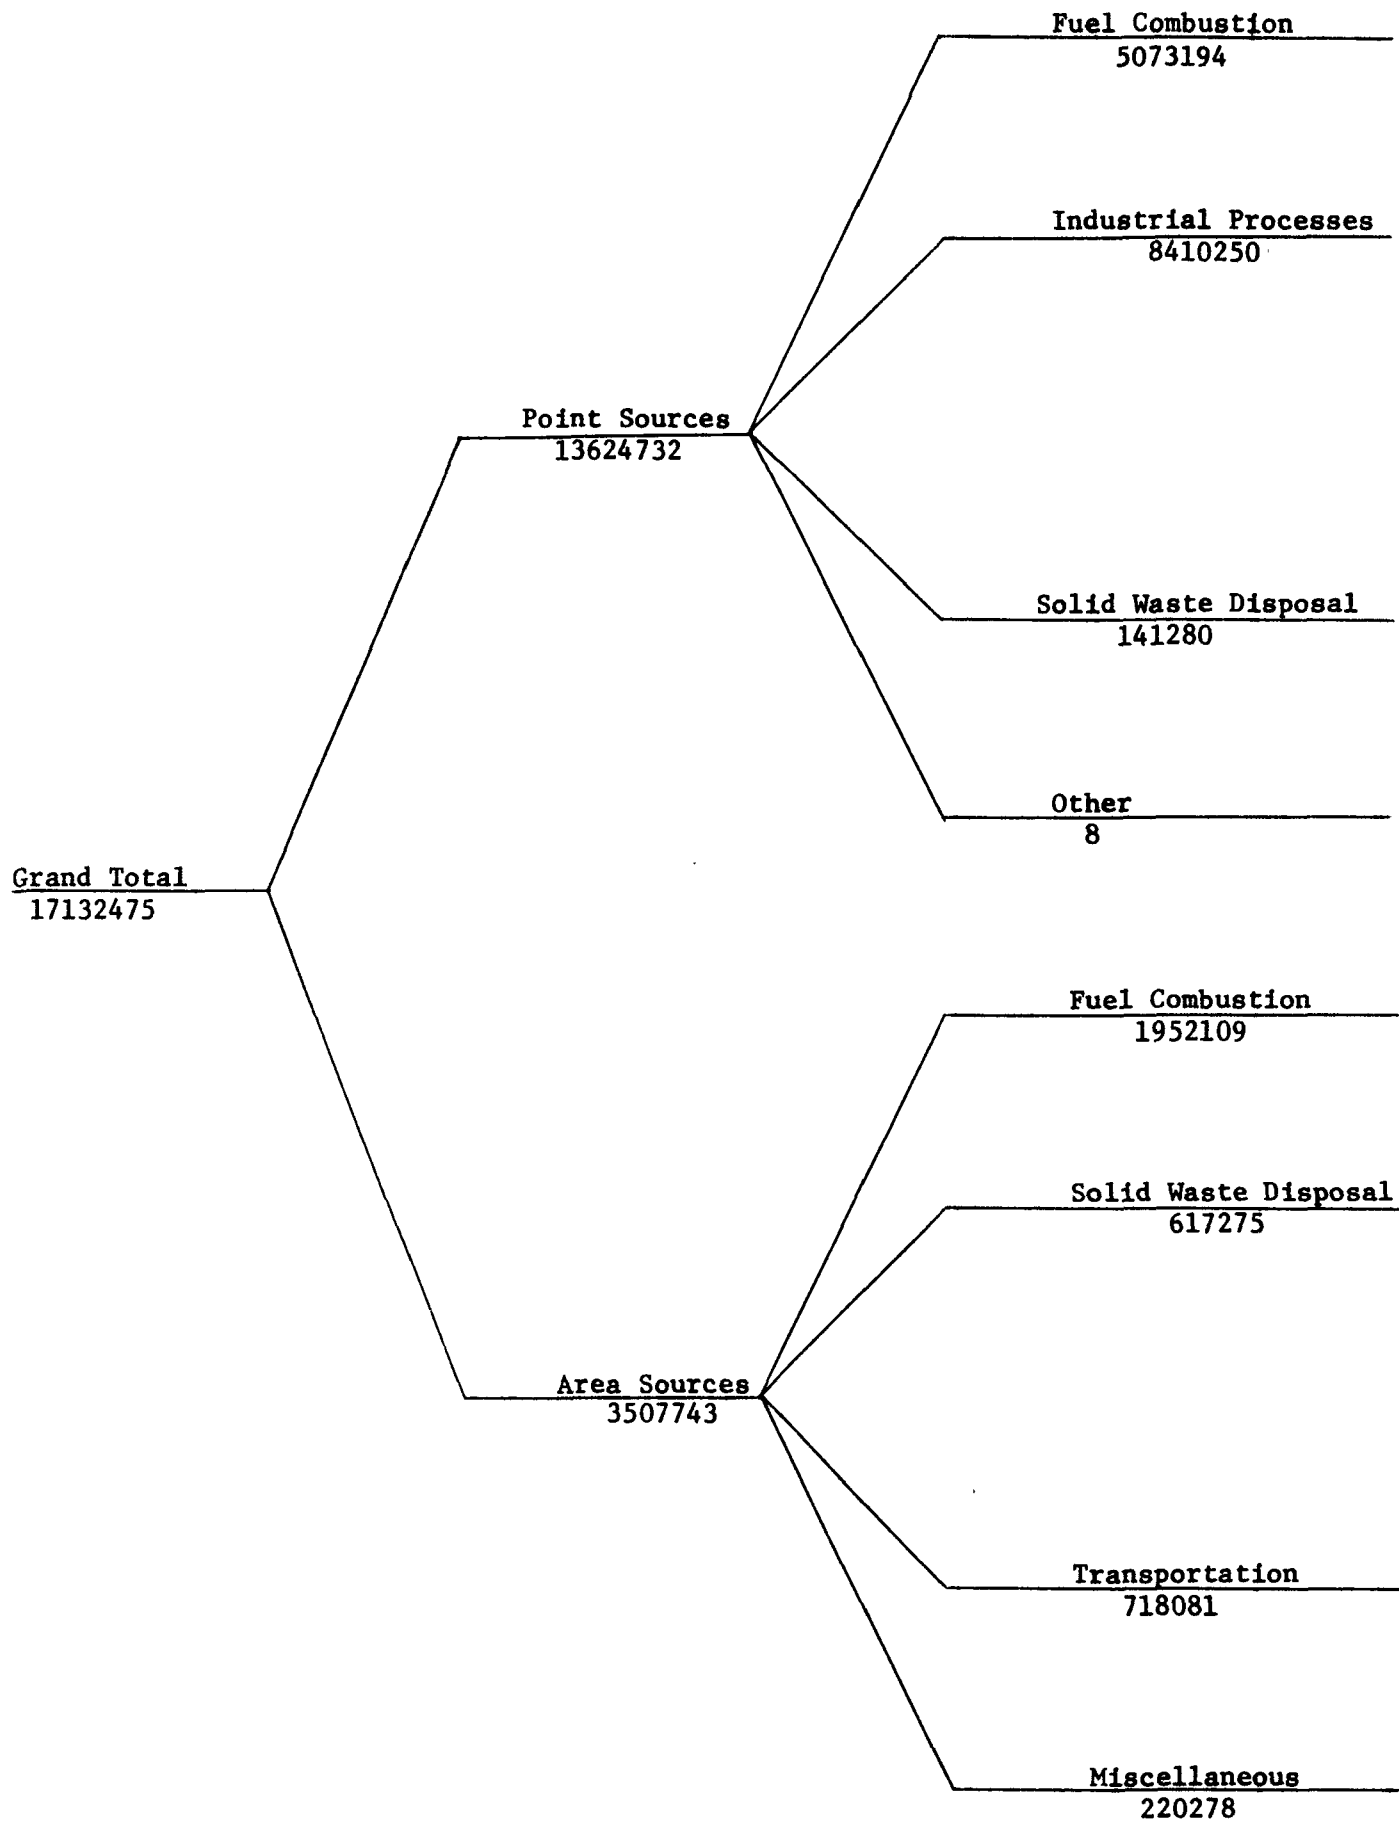 Fuel Combustion
5073194
Industrial Processes
8410250
Point Sources
13624732
Solid Waste Disposal
141280
Other
8
Grand Total
17132475
Fuel Combustion
1952109
Solid Waste Disposal
617275
Area Sources
3507743
Transportation
718081
Miscellaneous
220278